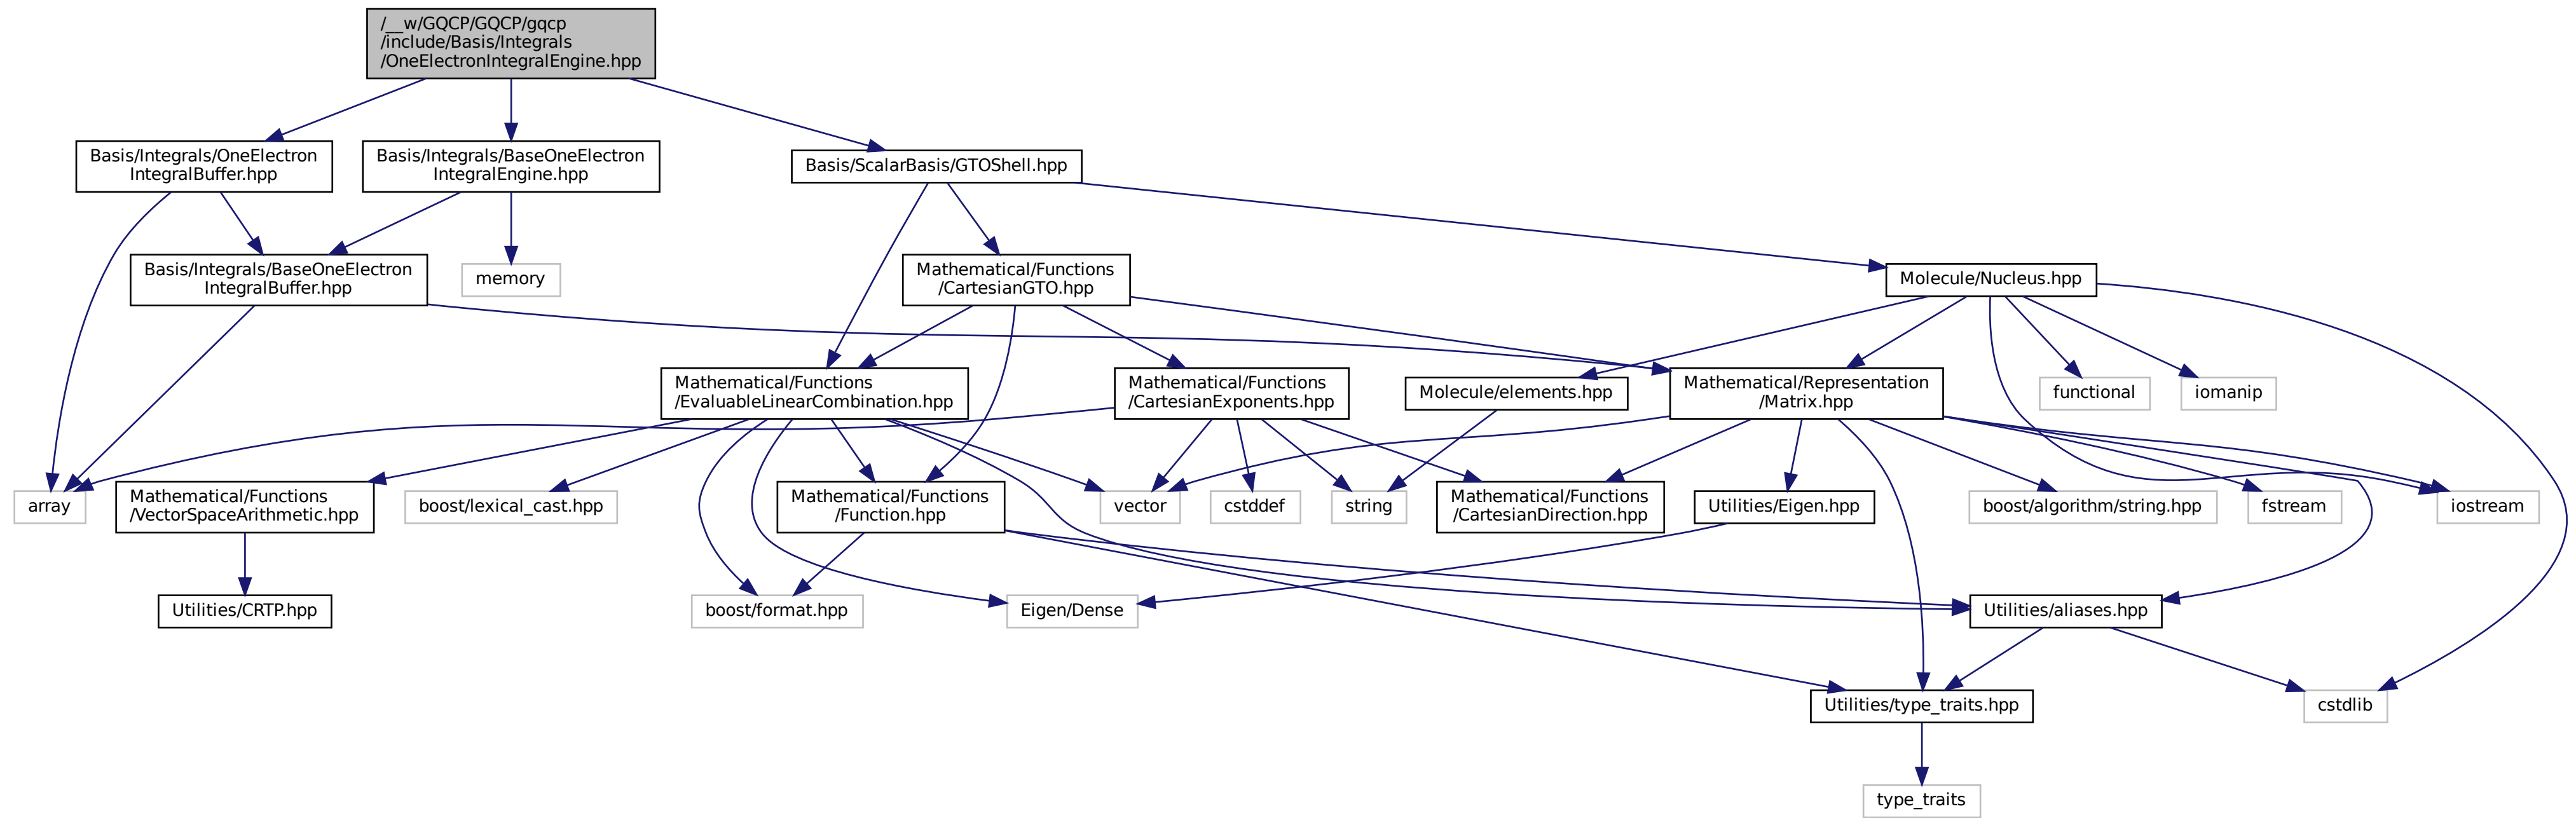 /__w/GQCP/GQCP/gqcp
/include/Basis/Integrals
/OneElectronIntegralEngine.hpp
Basis/Integrals/OneElectron
IntegralBuffer.hpp
Basis/Integrals/BaseOneElectron
IntegralEngine.hpp
Basis/ScalarBasis/GTOShell.hpp
Basis/Integrals/BaseOneElectron
IntegralBuffer.hpp
memory
Mathematical/Functions
/CartesianGTO.hpp
Molecule/Nucleus.hpp
Mathematical/Functions
/EvaluableLinearCombination.hpp
Mathematical/Functions
/CartesianExponents.hpp
Molecule/elements.hpp
Mathematical/Representation
/Matrix.hpp
functional
iomanip
array
Mathematical/Functions
/VectorSpaceArithmetic.hpp
boost/lexical_cast.hpp
Mathematical/Functions
/Function.hpp
vector
cstddef
string
Mathematical/Functions
/CartesianDirection.hpp
Utilities/Eigen.hpp
boost/algorithm/string.hpp
fstream
iostream
Utilities/CRTP.hpp
boost/format.hpp
Eigen/Dense
Utilities/aliases.hpp
Utilities/type_traits.hpp
cstdlib
type_traits